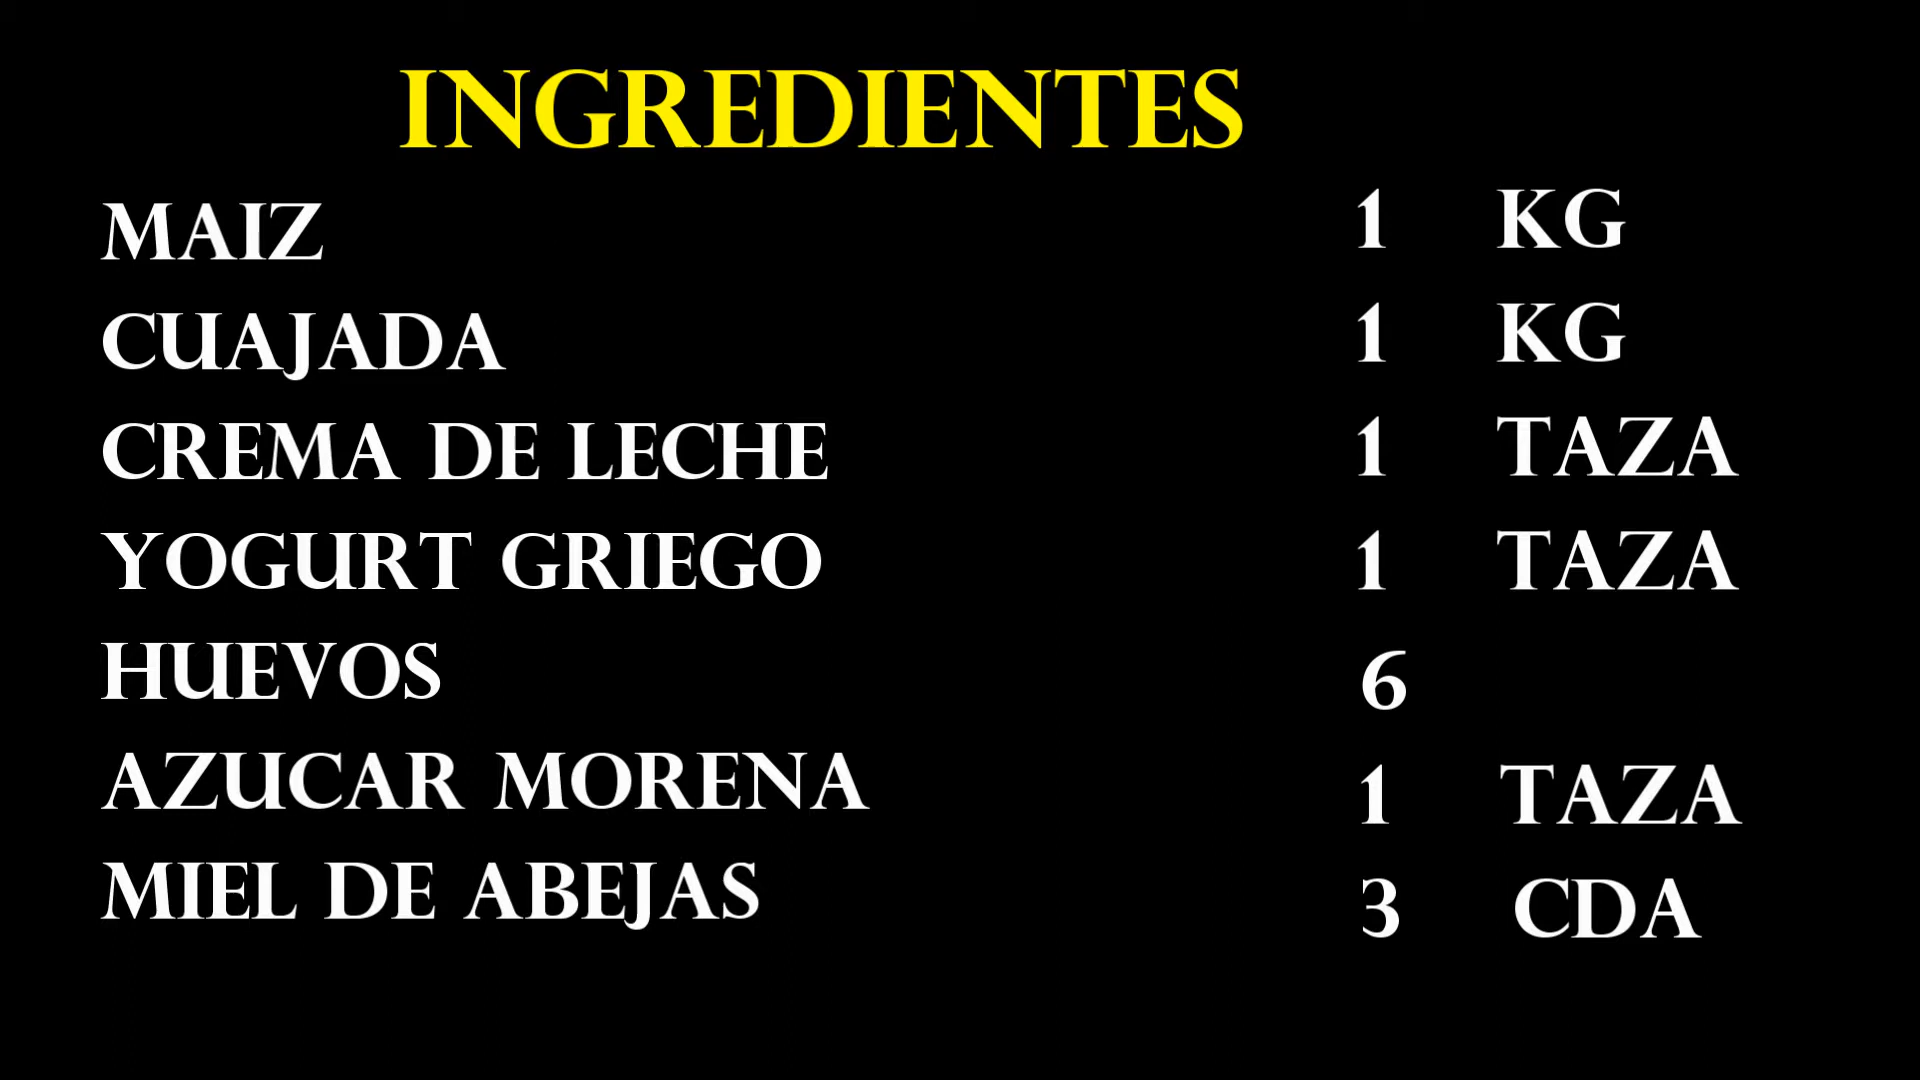 INGREDIENTES
MAIZ 1 KG
CUAJADA 1 KG
CREMA DE LECHE 1 TAZA
YOGURT GRIEGO 1 TAZA
HUEVOS 6
AZUCAR MORENA 1 TAZA
MIEL DE ABEJAS 3 CDA